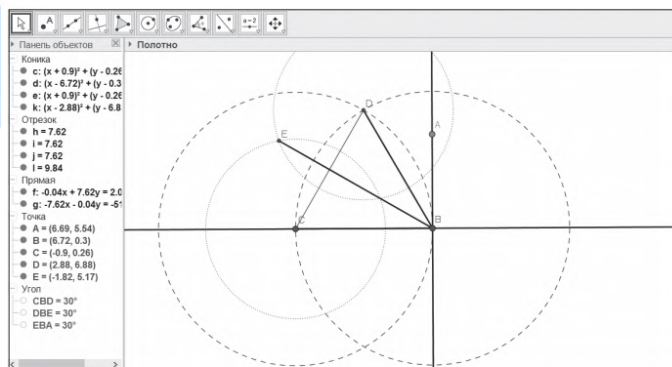 A
a=2
Панель объектов
Полотно
Коника
c: (x + 0.9)² + (y - 0.26
d: (x - 6.72)² + (y - 0.3
e: (x + 0.9)² + (y - 0.26
k: (x - 2.88)² + (y - 6.8
Отрезок
h = 7.62
i = 7.62
j = 7.62
l = 9.84
Прямая
f: -0.04x + 7.62y = 2.0
g: -7.62x - 0.04y = -51
Точка
A = (6.69, 5.54)
B = (6.72, 0.3)
C = (-0.9, 0.26)
D = (2.88, 6.88)
E = (-1.82, 5.17)
Угол
CBD = 30°
DBE = 30°
EBA = 30°
D
A
E
C
B